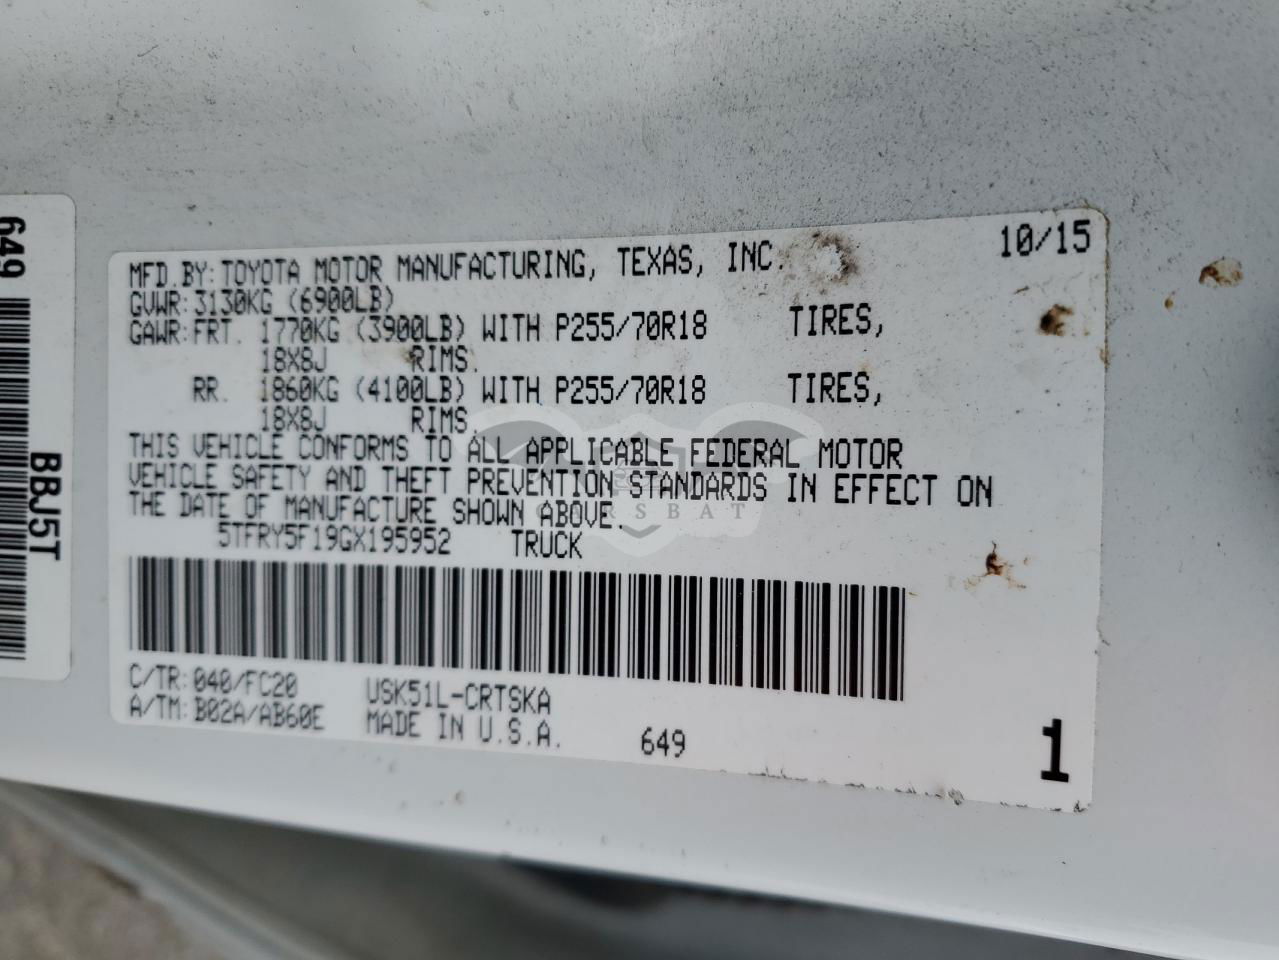 649
BBJ5T
MFD.BY: TOYOTA MOTOR MANUFACTURING, TEXAS, INC. 10/15
GVWR: 3130KG (6900LB)
GAWR: FRT. 1770KG (3900LB) WITH P255/70R18 TIRES,
18X8J RIMS.
RR. 1860KG (4100LB) WITH P255/70R18 TIRES,
18X8J RIMS.
THIS VEHICLE CONFORMS TO ALL APPLICABLE FEDERAL MOTOR
VEHICLE SAFETY AND THEFT PREVENTION STANDARDS IN EFFECT ON
THE DATE OF MANUFACTURE SHOWN ABOVE.
CARSBAT
5TFRY5F19GX195952 TRUCK
C/TR: 040/FC20 USK51L-CRTSKA
A/TM: B02A/AB60E MADE IN U.S.A. 649 1